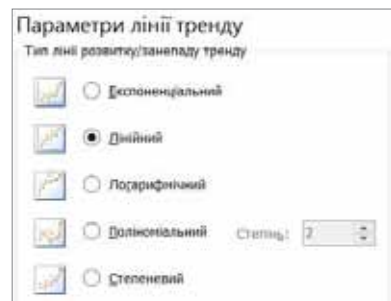 Параметри лінії тренду
Тип лінії розвитку/занепаду тренду
Експоненціальний
Лінійний
Логарифмічний
Поліноміальний Степінь: 2
Степеневий